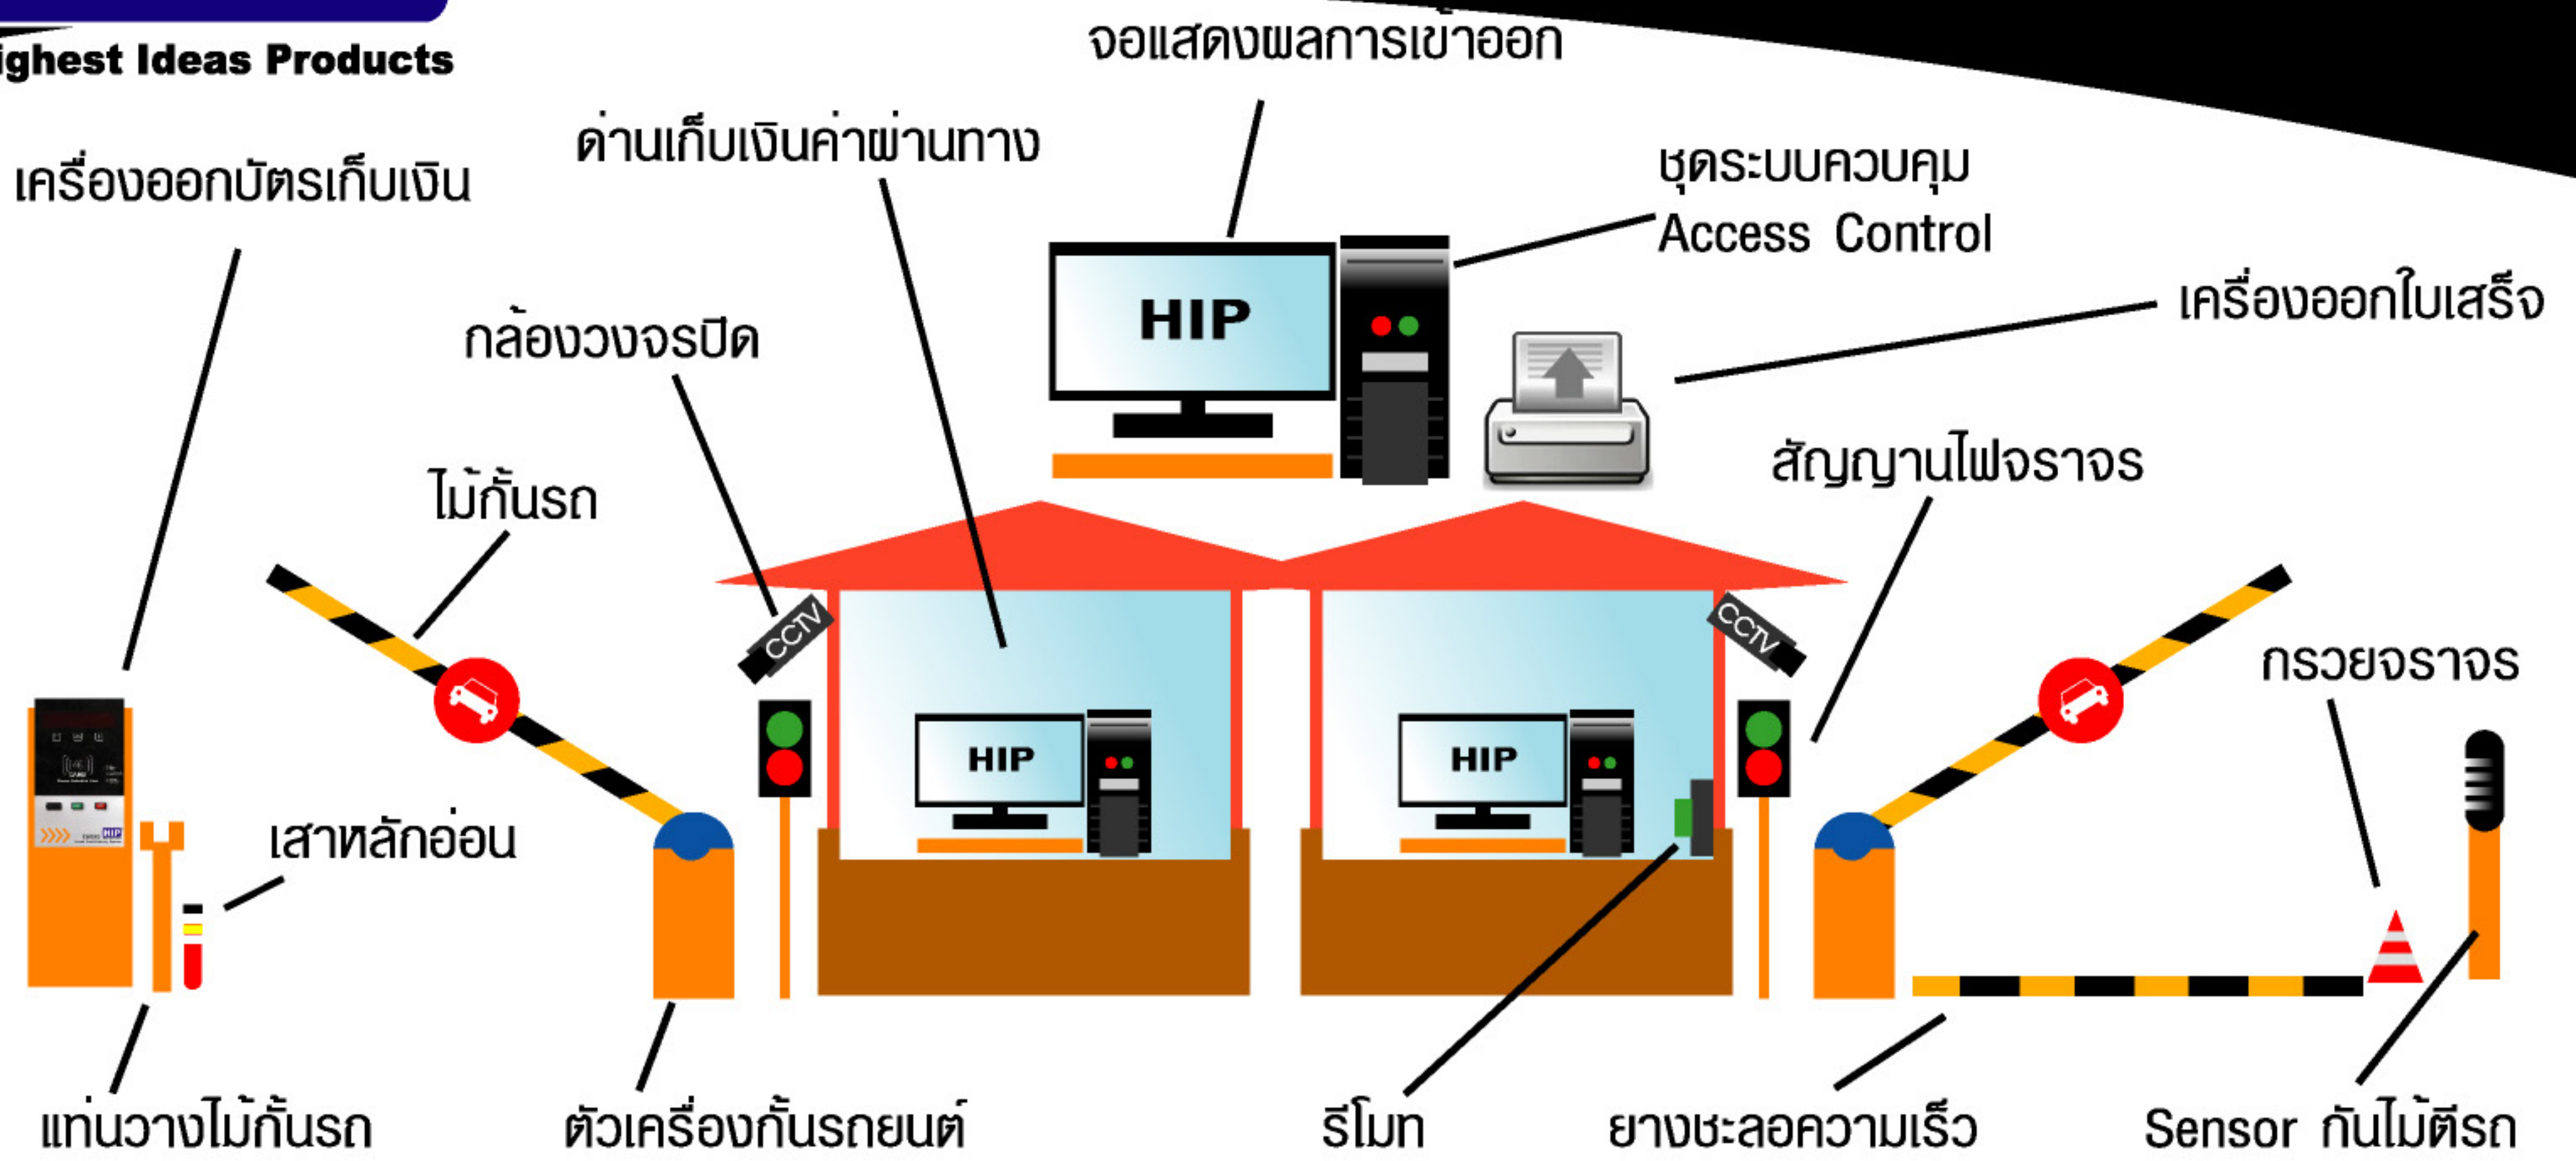 Ideas Products
จอแสดงผลการเข้าออก
ด่านเก็บเงินค่าผ่านทาง
เครื่องออกบัตรเก็บเงิน
ชุดระบบควบคุม
Access Control
เครื่องออกใบเสร็จ
กล้องวงจรปิด
HIP
สัญญานไฟจราจร
ไม้กั้นรถ
CCTV
CCTV
กรวยจราจร
HIP
HIP
HIP
เสาหลักอ่อน
แท่นวางไม้กั้นรถ
ตัวเครื่องกั้นรถยนต์
รีโมท
ยางชะลอความเร็ว
Sensor กันไม้ตีรถ